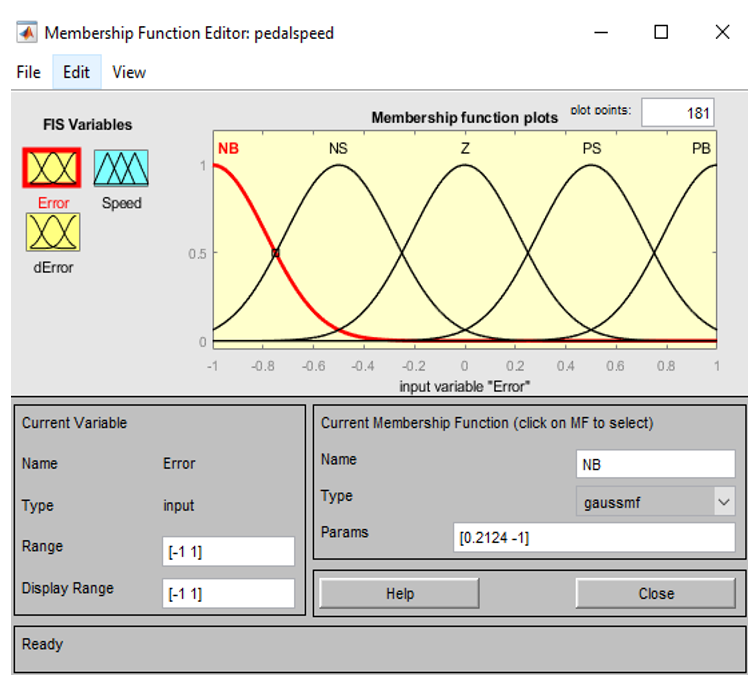 Membership Function Editor: pedalspeed
File Edit View
FIS Variables
Error
Speed
dError
Membership function plots
plot points:
181
NB NS Z PS PB
1
0.5
0
-1 -0.8 -0.6 -0.4 -0.2 0 0.2 0.4 0.6 0.8 1
input variable "Error"
Current Variable
Name Error
Type input
Range [-1 1]
Display Range [-1 1]
Current Membership Function (click on MF to select)
Name NB
Type gaussmf
Params [0.2124 -1]
Help Close
Ready